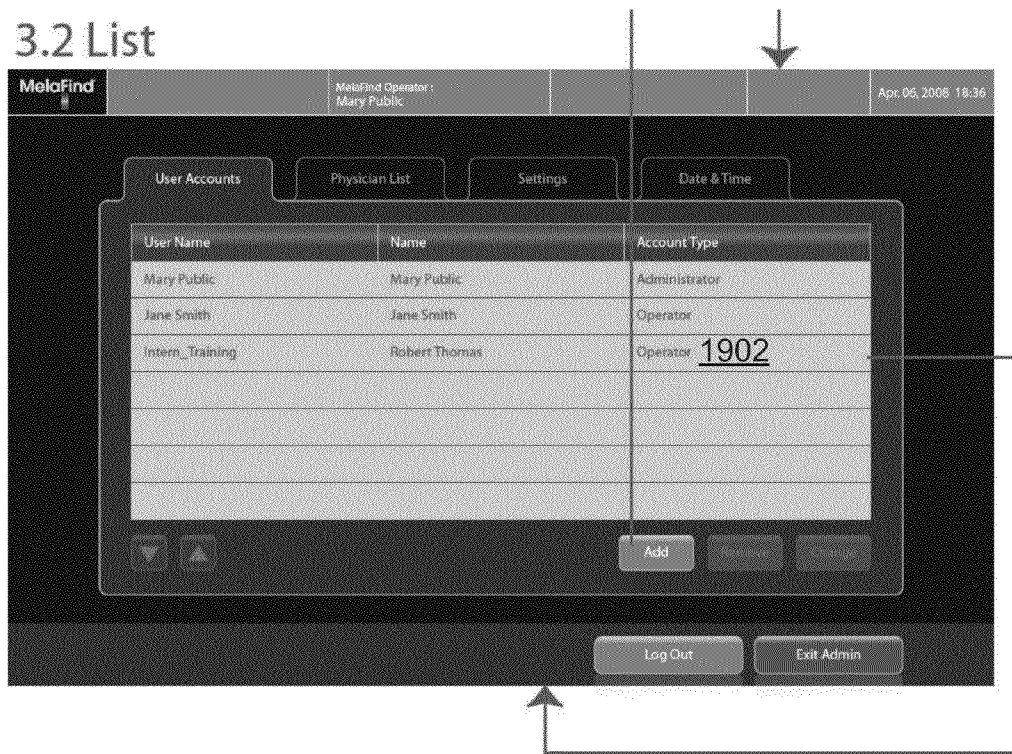 3.2 List
MelaFind
MelaFind Operator :
Mary Public
Apr. 06, 2008 18:36
User Accounts
Physician List
Settings
Date & Time
User Name Name Account Type
Mary Public Mary Public Administrator
Jane Smith Jane Smith Operator
Intern_Training Robert Thomas Operator 1902
Add Remove Change
Log Out Exit Admin